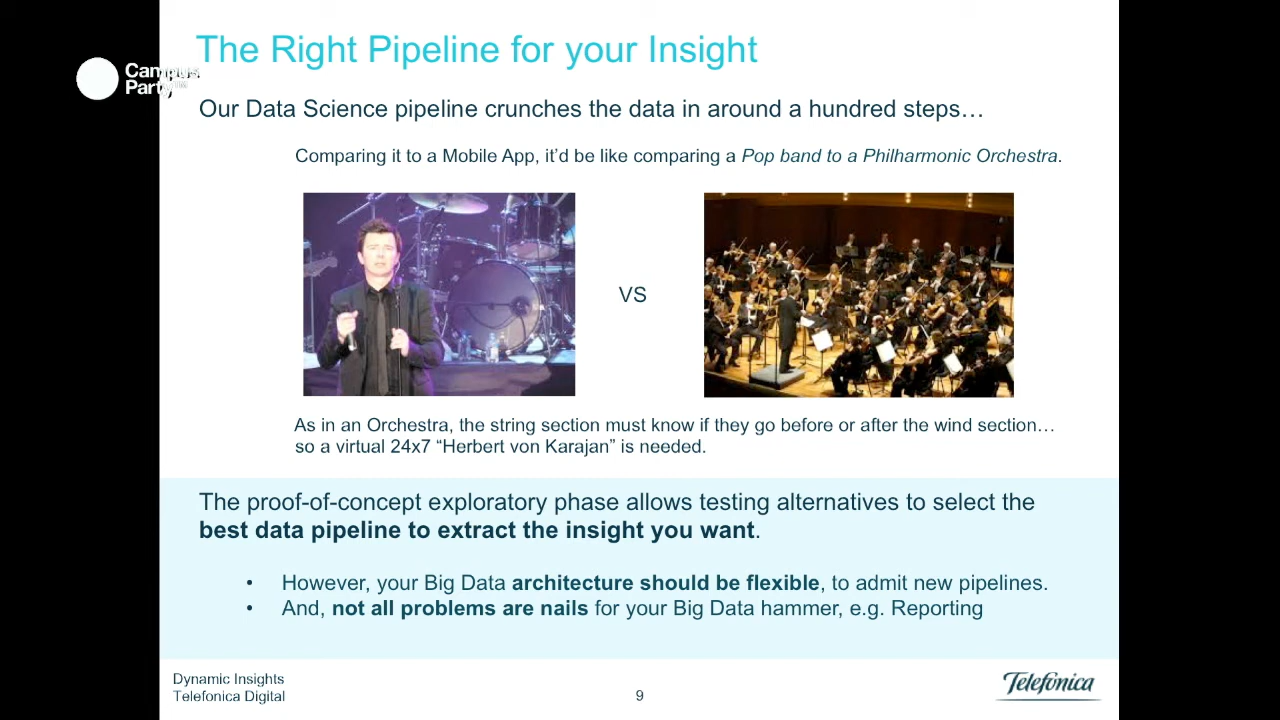 The Right Pipeline for your Insight
Campus
Party™
Our Data Science pipeline crunches the data in around a hundred steps…
Comparing it to a Mobile App, it’d be like comparing a Pop band to a Philharmonic Orchestra.
VS
As in an Orchestra, the string section must know if they go before or after the wind section…
so a virtual 24x7 “Herbert von Karajan” is needed.
The proof-of-concept exploratory phase allows testing alternatives to select the
best data pipeline to extract the insight you want.
• However, your Big Data architecture should be flexible, to admit new pipelines.
• And, not all problems are nails for your Big Data hammer, e.g. Reporting
Dynamic Insights
Telefonica Digital
9
Telefónica